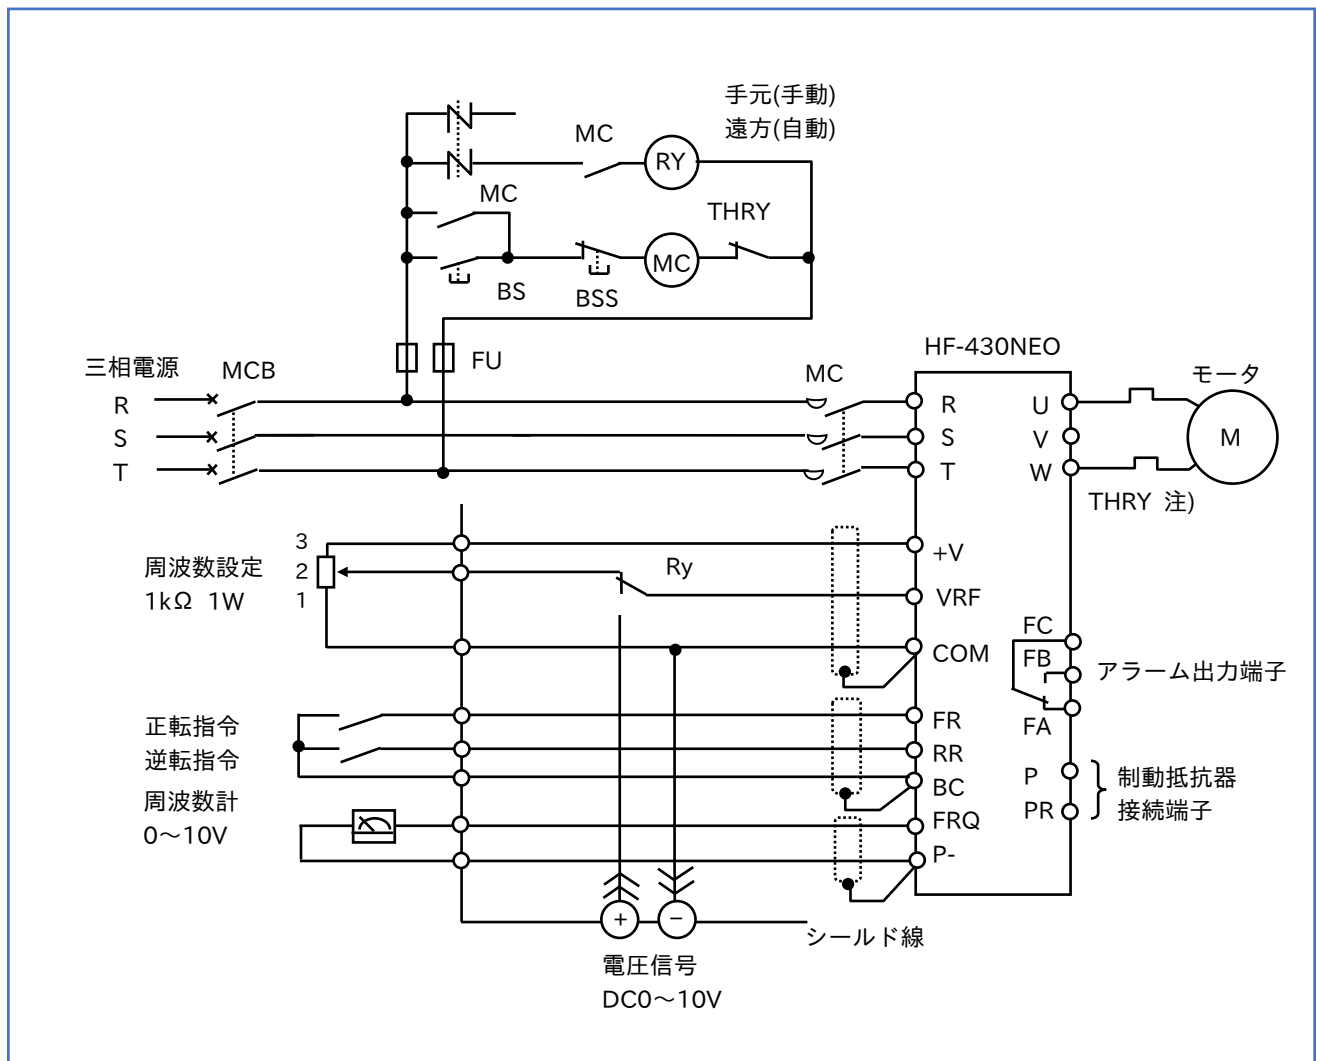 手元(手動)
遠方(自動)
MC
RY
MC
THRY
MC
BS
BSS
FU
HF-430NEO
三相電源
MCB
MC
モータ
R
R
U
S
S
V
M
T
T
W
THRY 注)
3
周波数設定
2
1kΩ 1W
1
Ry
+V
VRF
COM
FC
FB
アラーム出力端子
FA
正転指令
FR
逆転指令
RR
BC
P
制動抵抗器
PR
接続端子
周波数計
0～10V
FRQ
P-
+
−
シールド線
電圧信号
DC0～10V